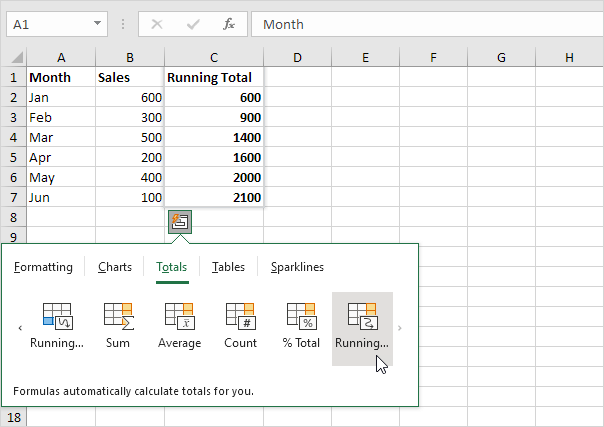 A1 fx Month
A B C D E F G H
1 Month Sales Running Total
2 Jan 600 600
3 Feb 300 900
4 Mar 500 1400
5 Apr 200 1600
6 May 400 2000
7 Jun 100 2100
8
9
Formatting Charts Totals Tables Sparklines
Running... Sum Average Count % Total Running...
Formulas automatically calculate totals for you.
18